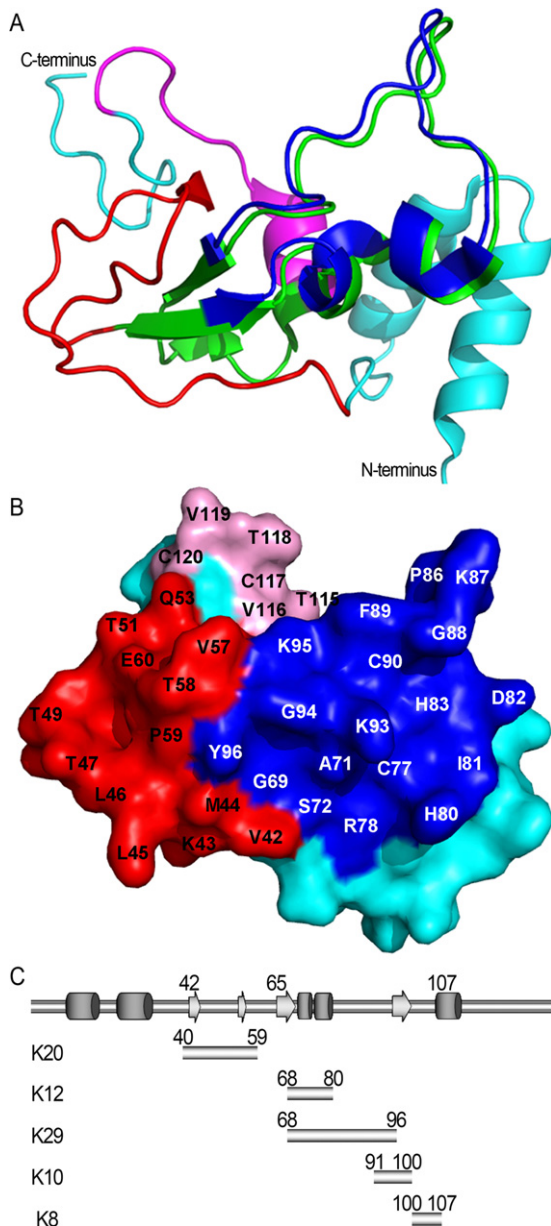 A
C-terminus
N-terminus
B
V119
T118
C120
C117
Q53
T115
V116
T51
V57
K95
F89
P86
K87
G88
E60
C90
T58
H83
D82
T49
G94
K93
P59
Y96
T47
A71
C77
I81
L46
G69
M44
S72
H80
R78
L45
K43
V42
C
42 65 107
K20 40 59
K12 68 80
K29 68 96
K10 91 100
K8 100 107